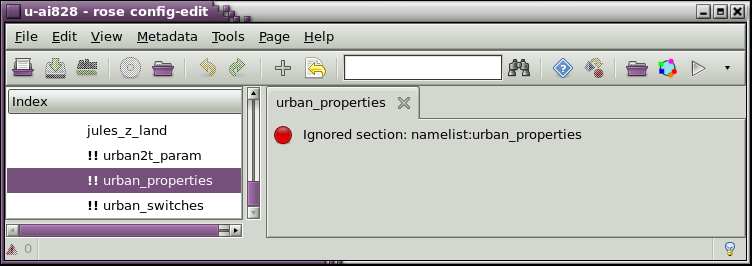 u-ai828 - rose config-edit
File Edit View Metadata Tools Page Help
Index
urban_properties
jules_z_land
Ignored section: namelist:urban_properties
!! urban2t_param
!! urban_properties
!! urban_switches
0